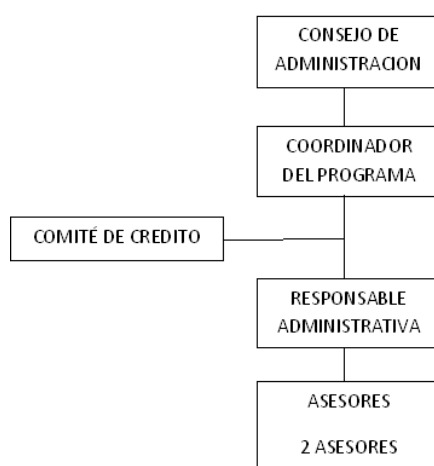 CONSEJO DE
ADMINISTRACION
COORDINADOR
DEL PROGRAMA
COMITÉ DE CREDITO
RESPONSABLE
ADMINISTRATIVA
ASESORES
2 ASESORES